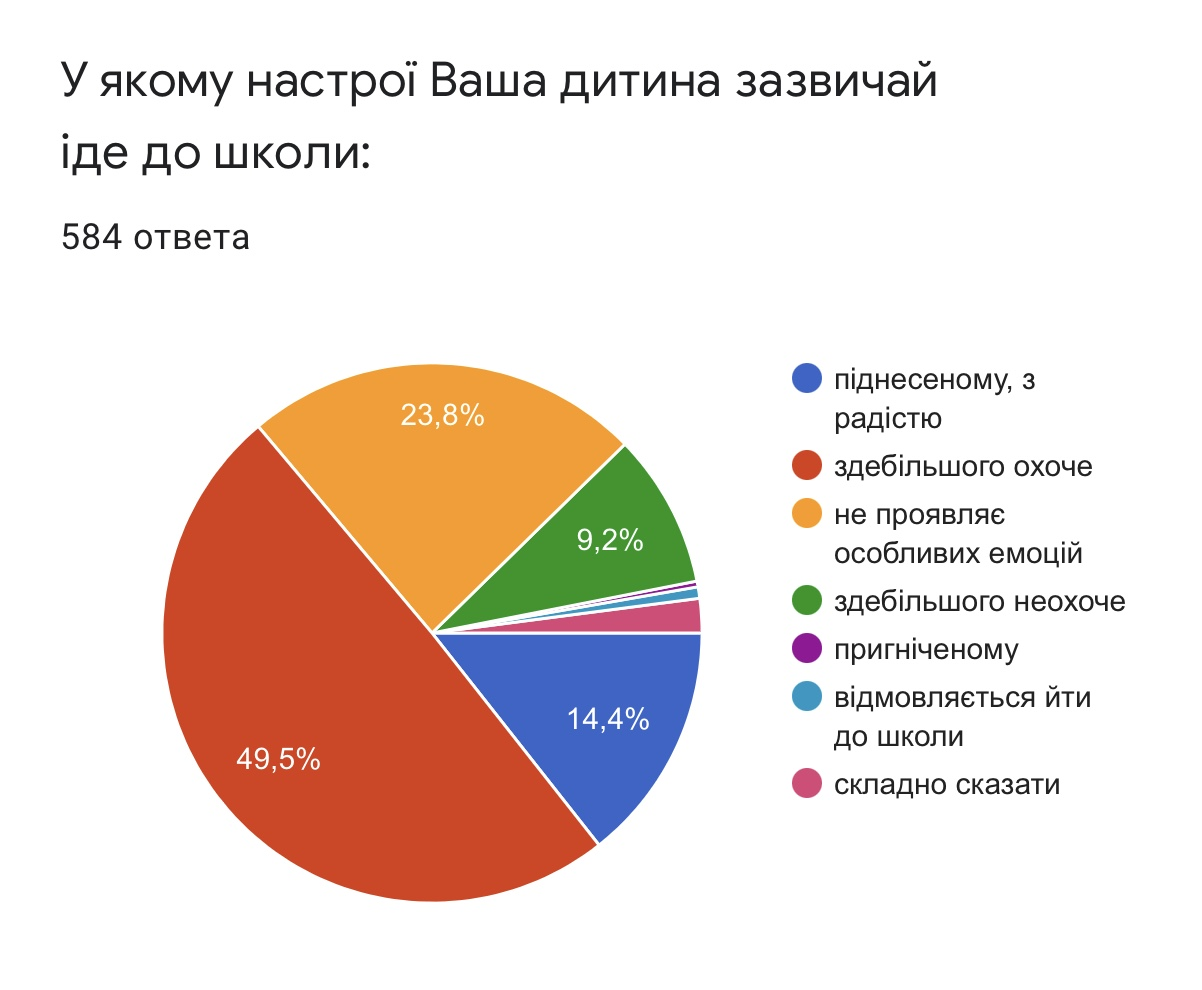 У якому настрої Ваша дитина зазвичай
іде до школи:
584 ответа
23,8%
9,2%
14,4%
49,5%
піднесеному, з
радістю
здебільшого охоче
не проявляє
особливих емоцій
здебільшого неохоче
пригніченому
відмовляється йти
до школи
складно сказати